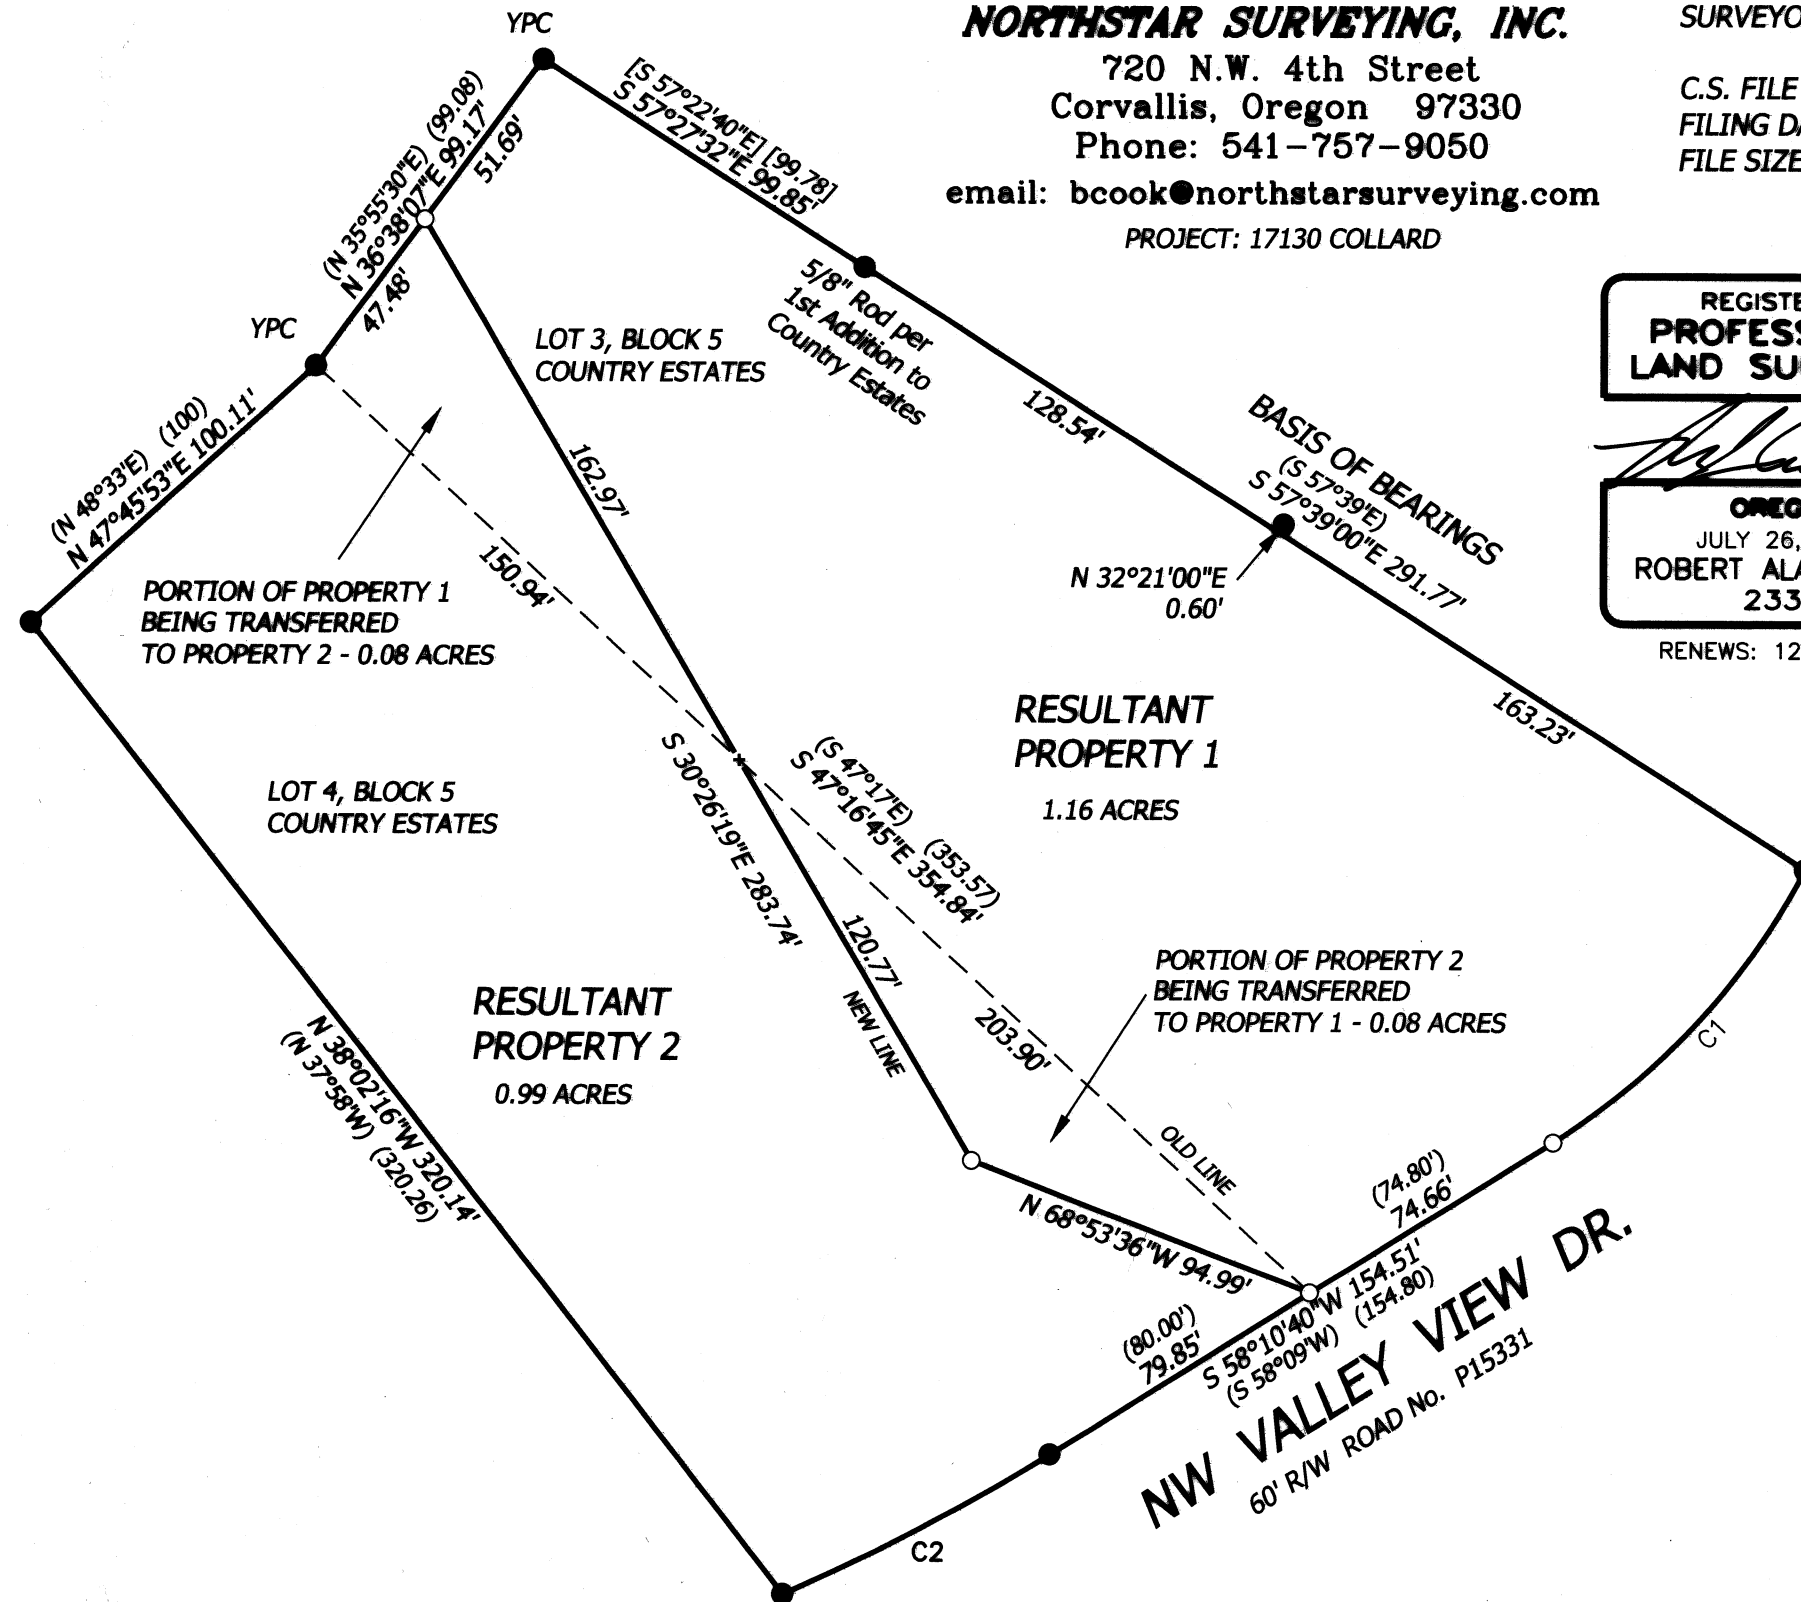 YPC
NORTHSTAR SURVEYING, INC.
720 N.W. 4th Street
Corvallis, Oregon 97330
Phone: 541-757-9050
email: bcook@northstarsurveying.com
PROJECT: 17130 COLLARD
SURVEYO
C.S. FILE
FILING DA
FILE SIZE
[S 57°22'40"E] [99.78]
S 57°27'32"E 99.85'
(N 35°55'30"E) (99.08)
N 36°38'07"E 99.17'
51.69'
47.48'
YPC
5/8" Rod per
1st Addition to
Country Estates
LOT 3, BLOCK 5
COUNTRY ESTATES
REGISTE
PROFESS
LAND SU
OREG
JULY 26,
ROBERT ALA
233
RENEWS: 12
128.54'
BASIS OF BEARINGS
(S 57°39'E)
S 57°39'00"E 291.77'
N 32°21'00"E
0.60'
163.23'
(N 48°33'E) (100)
N 47°45'53"E 100.11'
162.97'
150.94'
PORTION OF PROPERTY 1
BEING TRANSFERRED
TO PROPERTY 2 - 0.08 ACRES
RESULTANT
PROPERTY 1
1.16 ACRES
LOT 4, BLOCK 5
COUNTRY ESTATES
(S 47°17'E) (353.57)
S 47°16'45"E 354.84'
S 30°26'19"E 283.74'
120.77'
NEW LINE
203.90'
OLD LINE
PORTION OF PROPERTY 2
BEING TRANSFERRED
TO PROPERTY 1 - 0.08 ACRES
C1
RESULTANT
PROPERTY 2
0.99 ACRES
N 38°02'16"W 320.14'
(N 37°58'W) (320.26)
N 68°53'36"W 94.99'
(74.80')
74.66'
(80.00')
79.85'
S 58°10'40"W 154.51'
(S 58°09'W) (154.80)
NW VALLEY VIEW DR.
60' R/W ROAD No. P15331
C2